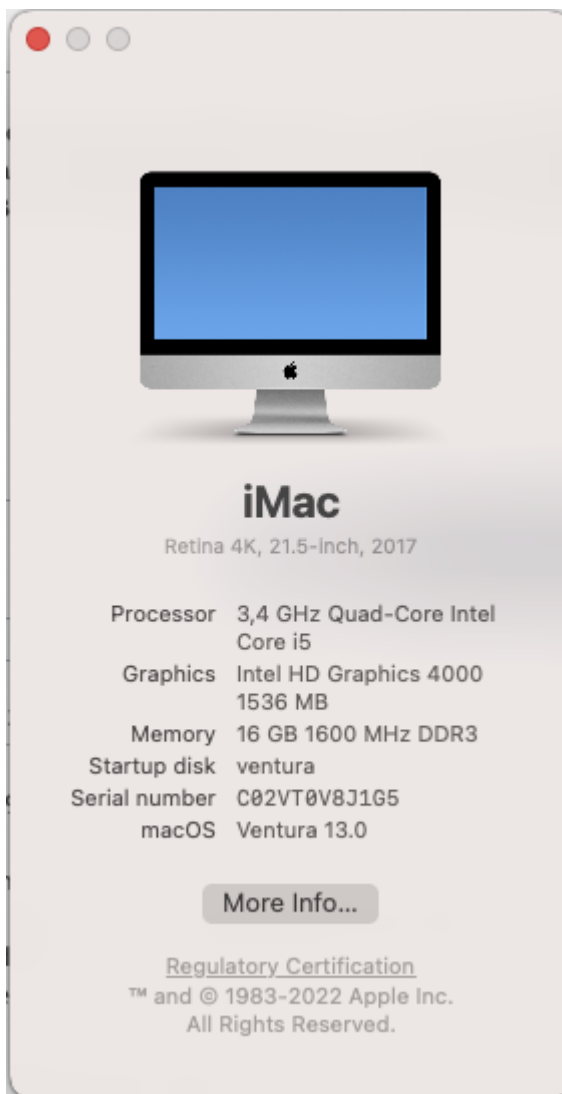 iMac
Retina 4K, 21.5-inch, 2017
Processor 3,4 GHz Quad-Core Intel
Core i5
Graphics Intel HD Graphics 4000
1536 MB
Memory 16 GB 1600 MHz DDR3
Startup disk ventura
Serial number C02VT0V8J1G5
macOS Ventura 13.0
More Info...
Regulatory Certification
™ and © 1983-2022 Apple Inc.
All Rights Reserved.